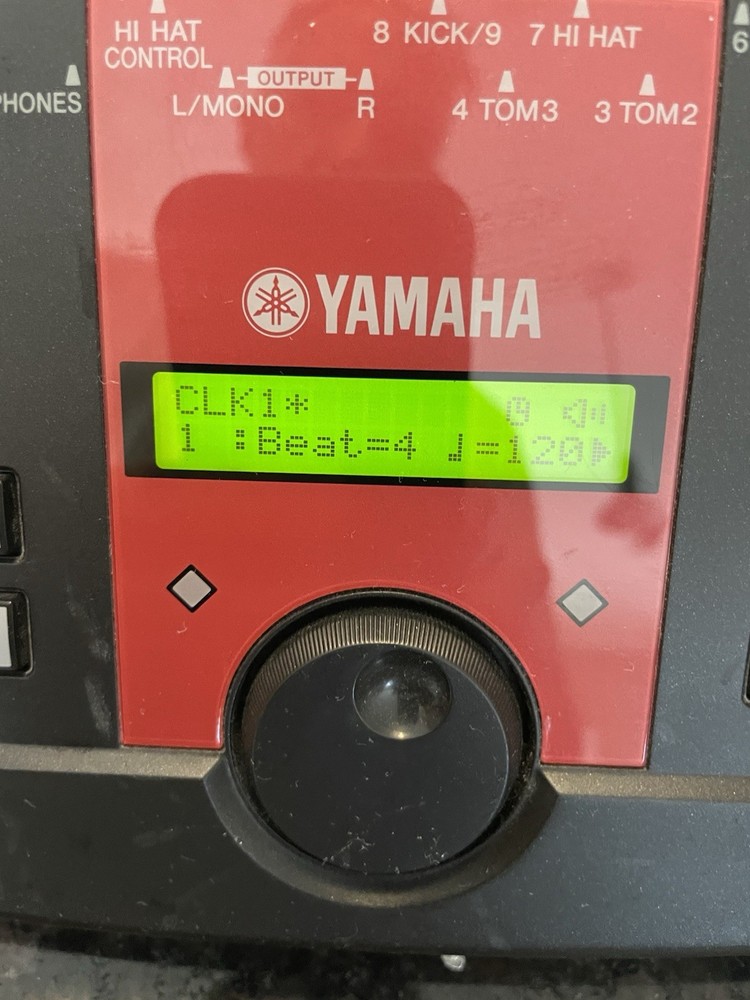 HI HAT
CONTROL
8 KICK/9
7 HI HAT
6
PHONES
OUTPUT
L/MONO R
4 TOM3
3 TOM2
YAMAHA
CLK1*
1 :Beat=4 ♩=120